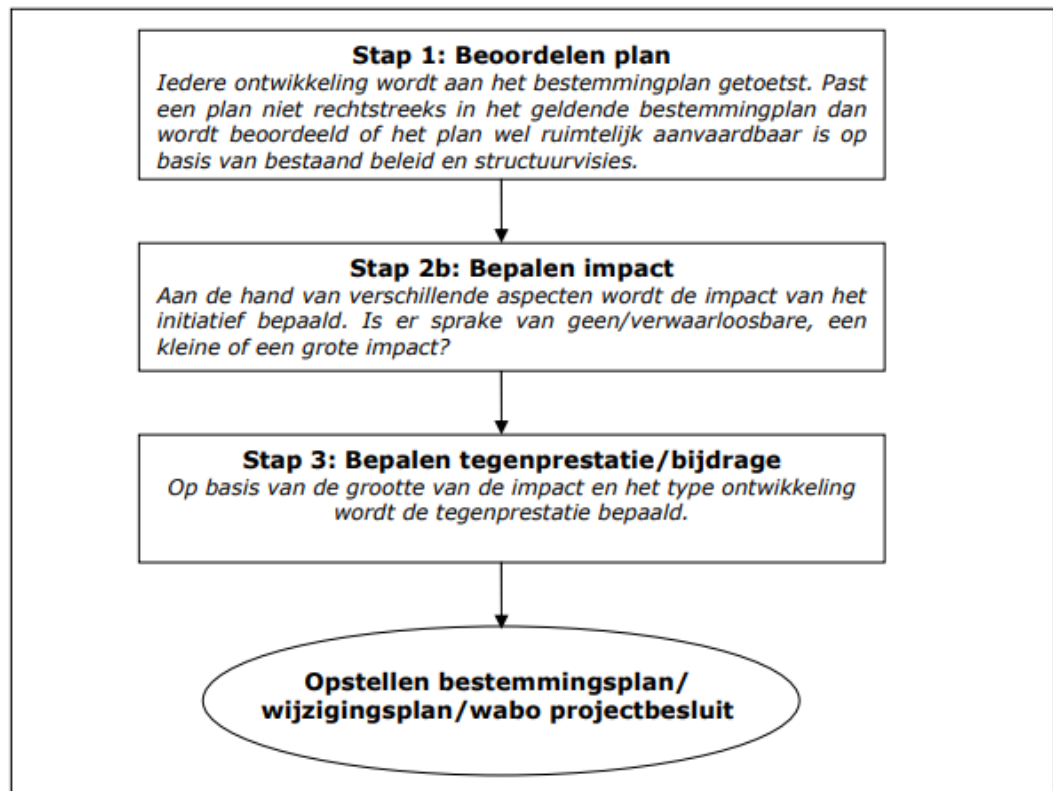 Stap 1: Beoordelen plan
Iedere ontwikkeling wordt aan het bestemmingplan getoetst. Past
een plan niet rechtstreeks in het geldende bestemmingplan dan
wordt beoordeeld of het plan wel ruimtelijk aanvaardbaar is op
basis van bestaand beleid en structuurvisies.
Stap 2b: Bepalen impact
Aan de hand van verschillende aspecten wordt de impact van het
initiatief bepaald. Is er sprake van geen/verwaarloosbare, een
kleine of een grote impact?
Stap 3: Bepalen tegenprestatie/bijdrage
Op basis van de grootte van de impact en het type ontwikkeling
wordt de tegenprestatie bepaald.
Opstellen bestemmingsplan/
wijzigingsplan/wabo projectbesluit